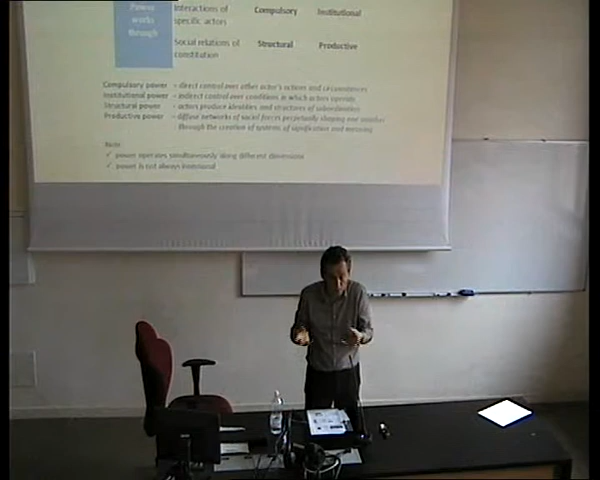 Power works through
Interactions of specific actors
Compulsory
Institutional
Social relations of constitution
Structural
Productive
Compulsory power - direct control over other actor's actions and circumstances
Institutional power - indirect control over conditions in which actors operate
Structural power - actors produce identities and structures of subordination
Productive power - diffuse networks of social forces perpetually shaping one another
through the creation of systems of signification and meaning
Note:
✓ power operates simultaneously along different dimensions
✓ power is not always intentional